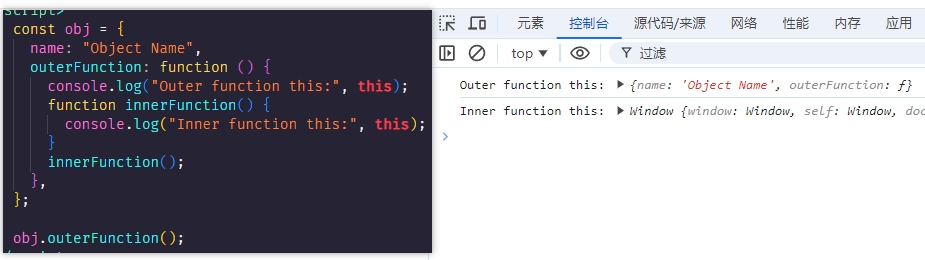 script>
const obj = {
name: "Object Name",
outerFunction: function () {
console.log("Outer function this:", this);
function innerFunction() {
console.log("Inner function this:", this);
}
innerFunction();
},
};
obj.outerFunction();
元素 控制台 源代码/来源 网络 性能 内存 应用
top ▼ 过滤
Outer function this: ▶ {name: 'Object Name', outerFunction: ƒ}
Inner function this: ▶ Window {window: Window, self: Window, doc
›